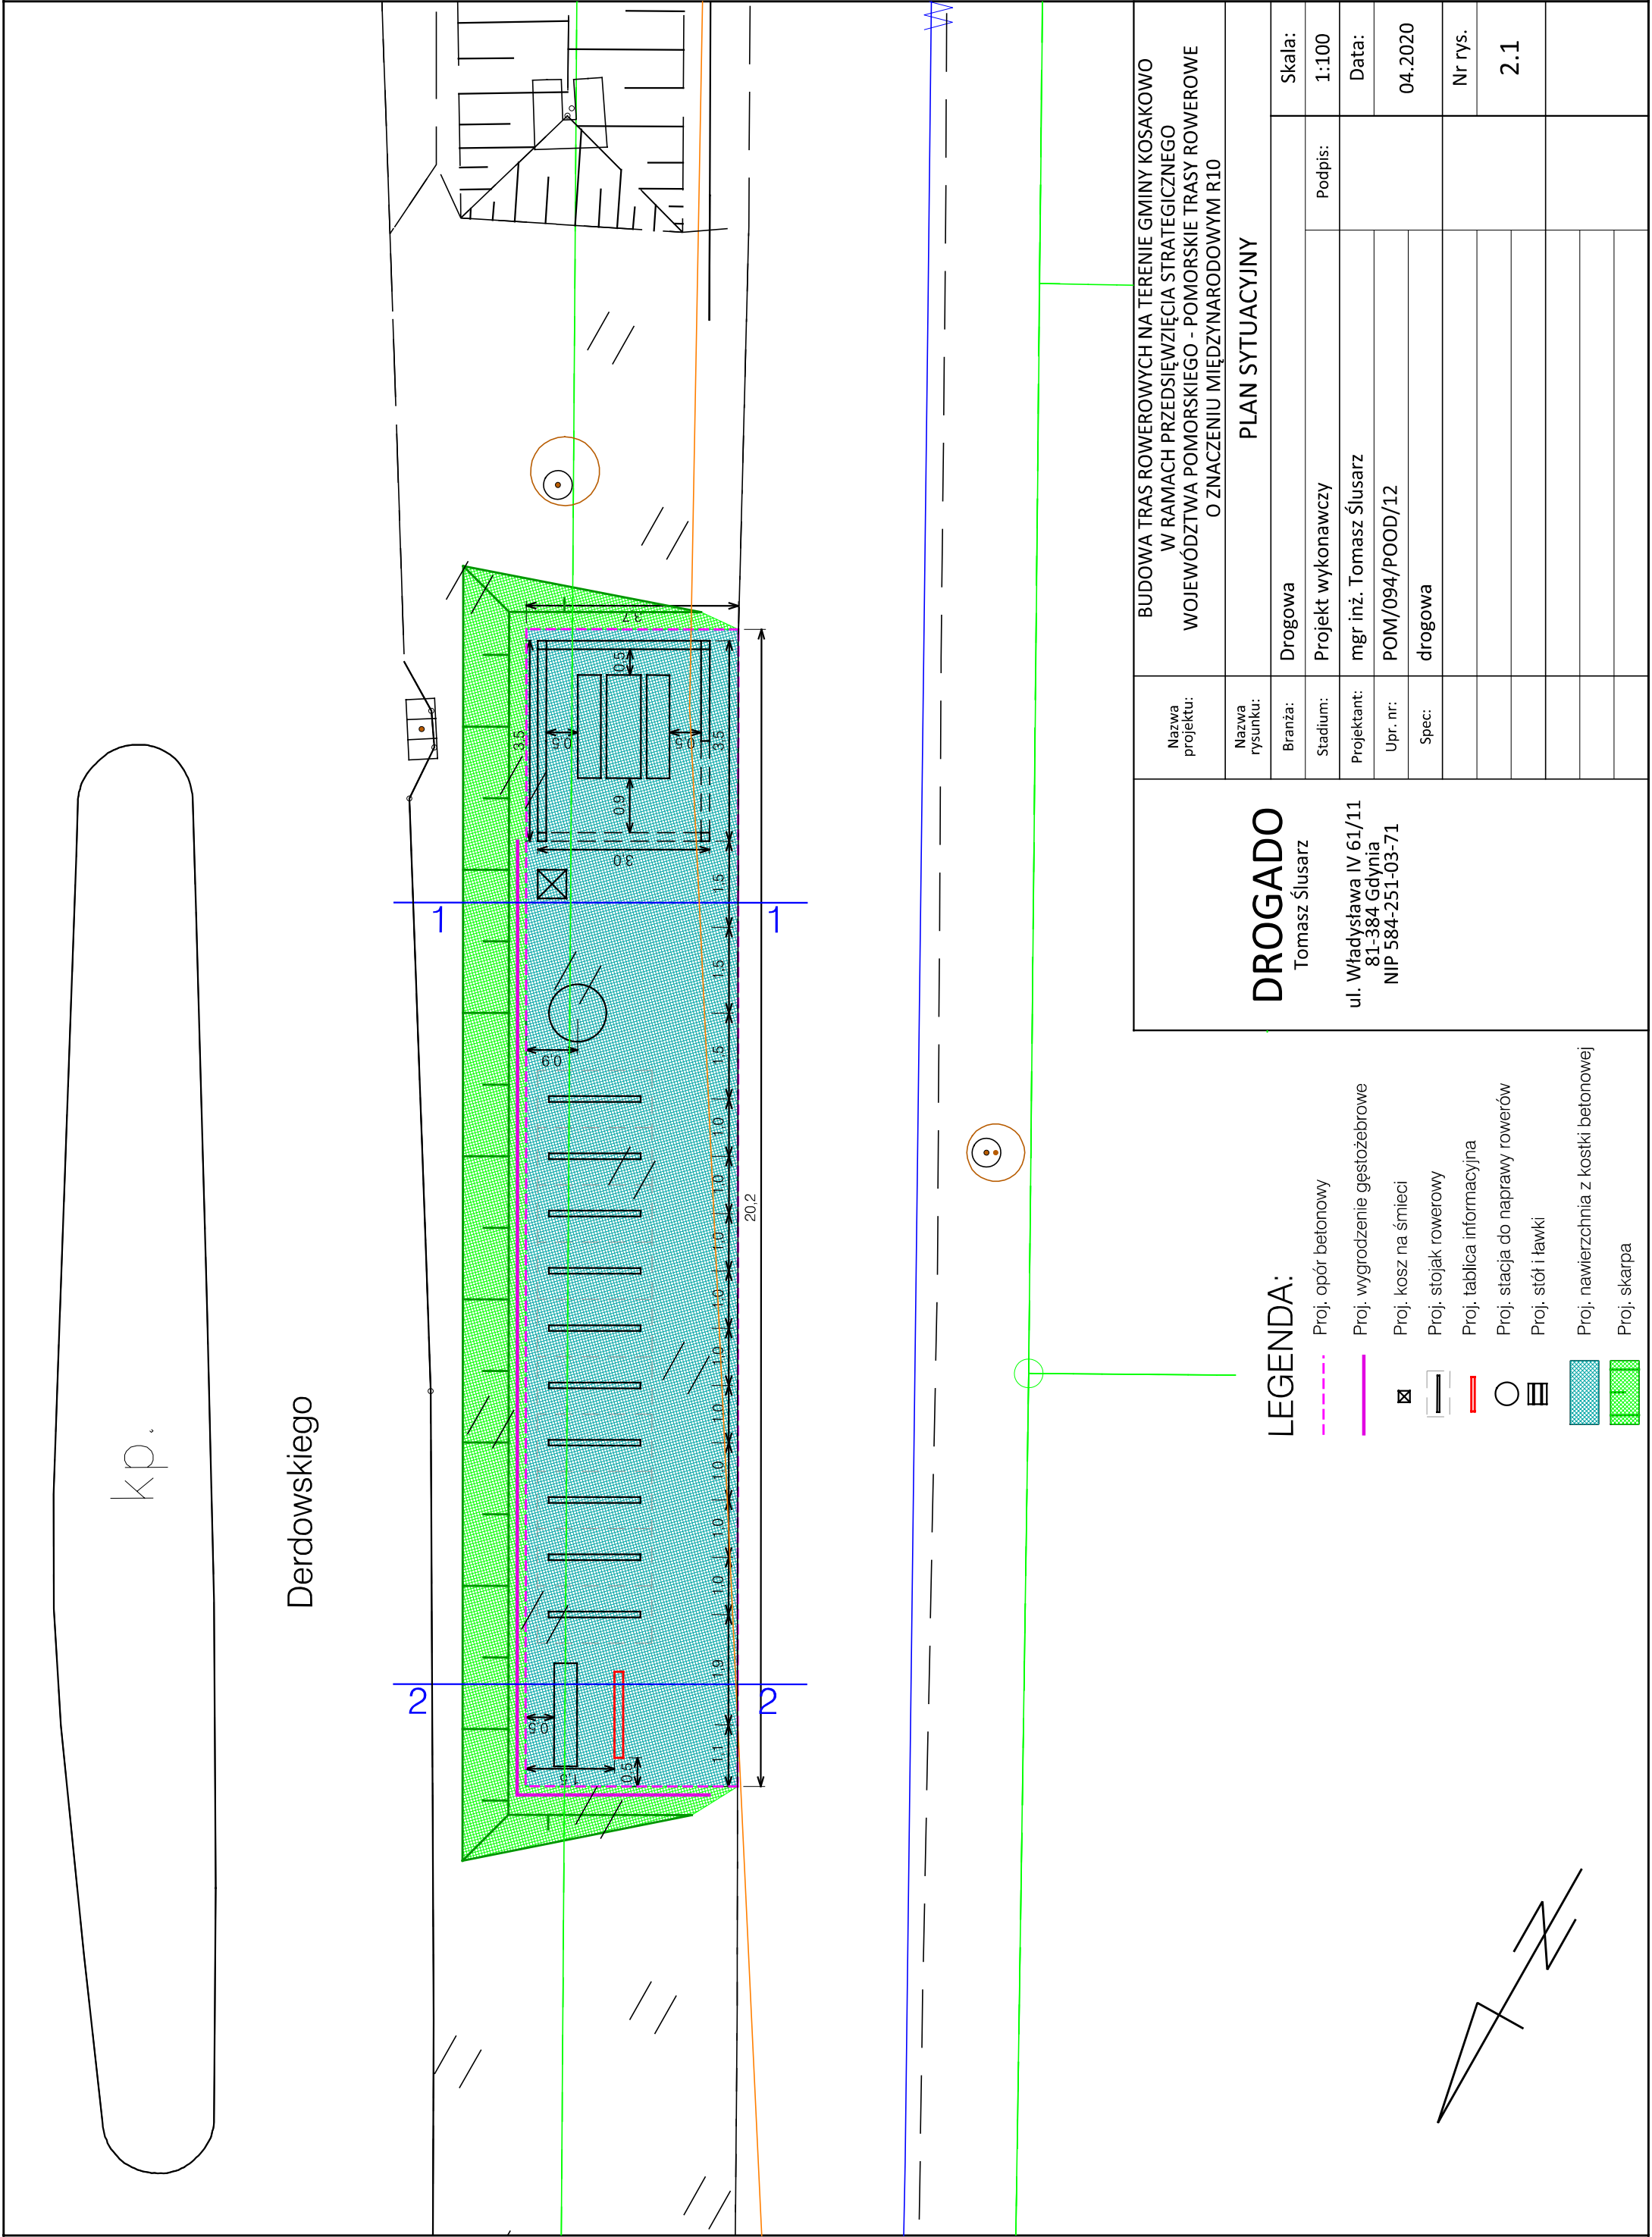 kp.
Derdowskiego
1
1
2
2
3.7
3.5
0.5
0.5
0.5
3.5
0.9
3.0
1.5
1.5
0.9
1.5
1.0
1.0
1.0
1.0
1.0
1.0
1.0
1.0
1.0
1.9
0.5
1.1
1.5
0.5
20,2
W
LEGENDA:
Proj. opór betonowy
Proj. wygrodzenie gęstożebrowe
Proj. kosz na śmieci
Proj. stojak rowerowy
Proj. tablica informacyjna
Proj. stacja do naprawy rowerów
Proj. stół i ławki
Proj. nawierzchnia z kostki betonowej
Proj. skarpa
DROGADO
Tomasz Ślusarz
ul. Władysława IV 61/11
81-384 Gdynia
NIP 584-251-03-71
Nazwa
projektu:
BUDOWA TRAS ROWEROWYCH NA TERENIE GMINY KOSAKOWO
W RAMACH PRZEDSIĘWZIĘCIA STRATEGICZNEGO
WOJEWÓDZTWA POMORSKIEGO - POMORSKIE TRASY ROWEROWE
O ZNACZENIU MIĘDZYNARODOWYM R10
Nazwa
rysunku:
PLAN SYTUACYJNY
Branża: Drogowa Skala:
Stadium: Projekt wykonawczy Podpis: 1:100
Projektant: mgr inż. Tomasz Ślusarz Data:
Upr. nr: POM/094/POOD/12 04.2020
Spec: drogowa
Nr rys.
2.1